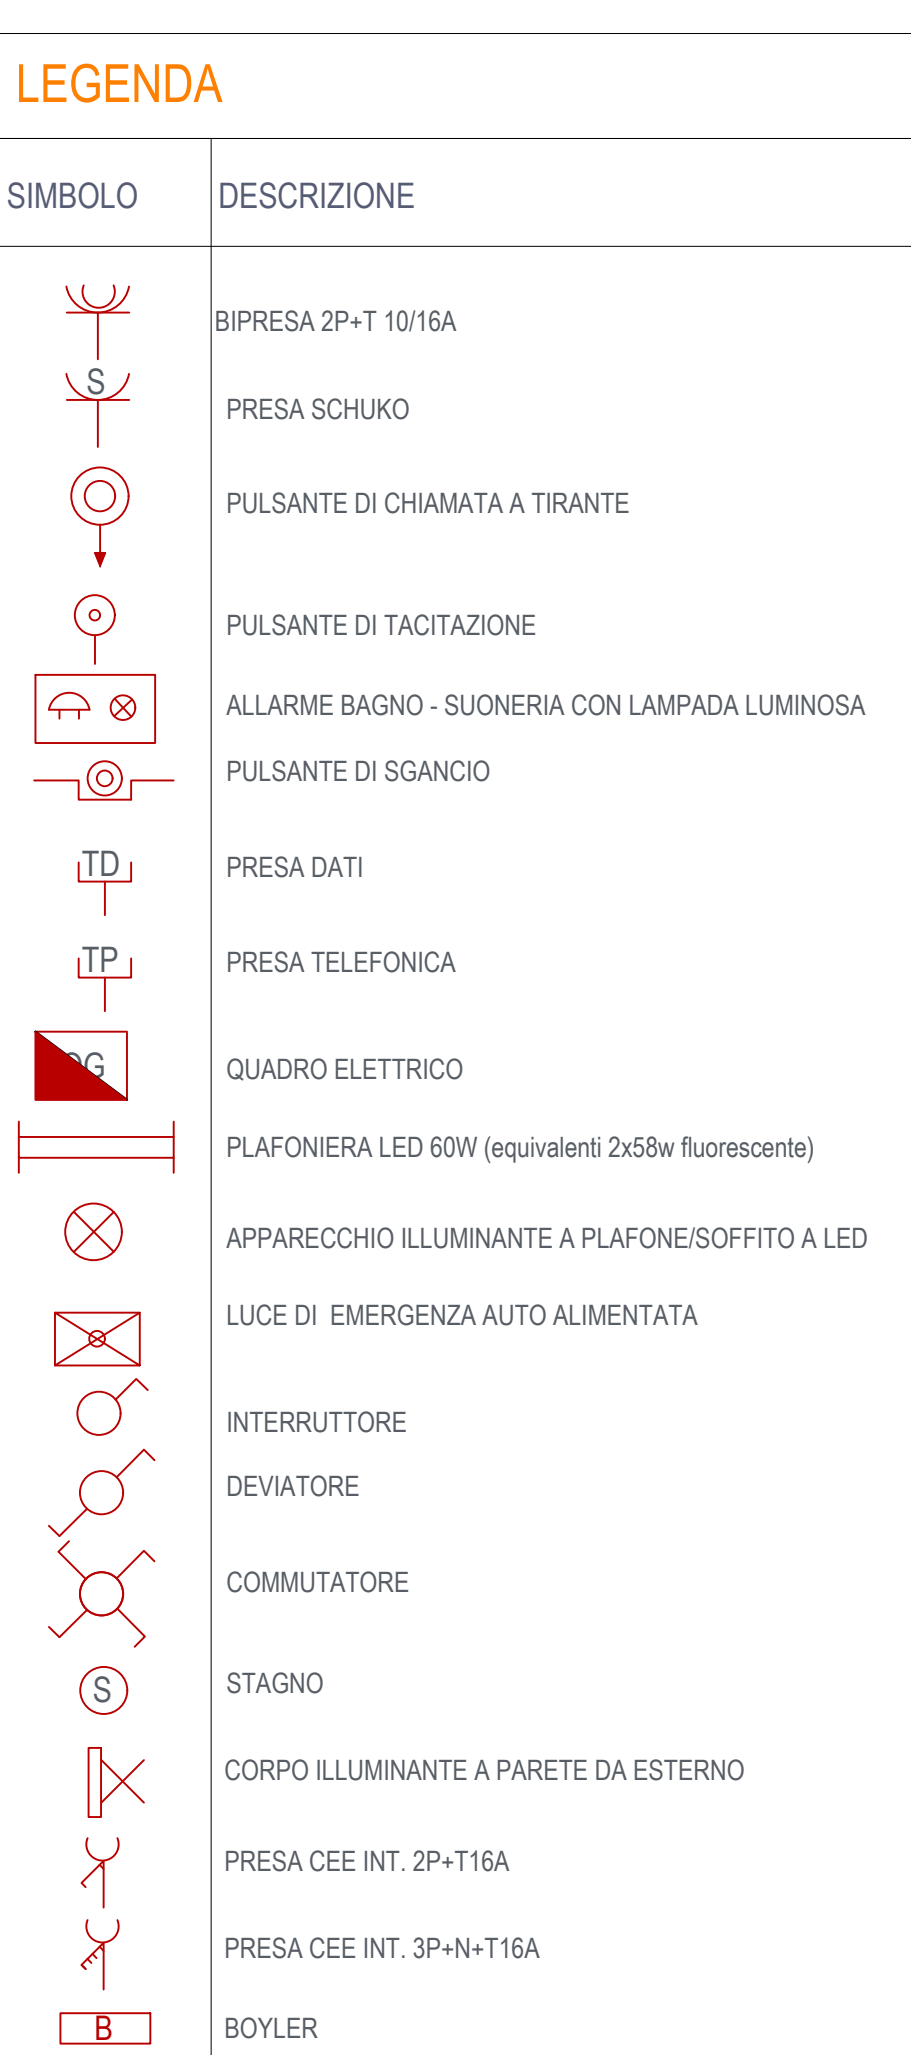 LEGENDA
SIMBOLO DESCRIZIONE
BIPRESA 2P+T 10/16A
S PRESA SCHUKO
PULSANTE DI CHIAMATA A TIRANTE
PULSANTE DI TACITAZIONE
ALLARME BAGNO - SUONERIA CON LAMPADA LUMINOSA
PULSANTE DI SGANCIO
TD PRESA DATI
TP PRESA TELEFONICA
QUADRO ELETTRICO
PLAFONIERA LED 60W (equivalenti 2x58w fluorescente)
APPARECCHIO ILLUMINANTE A PLAFONE/SOFFITO A LED
LUCE DI EMERGENZA AUTO ALIMENTATA
INTERRUTTORE
DEVIATORE
COMMUTATORE
S STAGNO
CORPO ILLUMINANTE A PARETE DA ESTERNO
PRESA CEE INT. 2P+T16A
PRESA CEE INT. 3P+N+T16A
B BOYLER